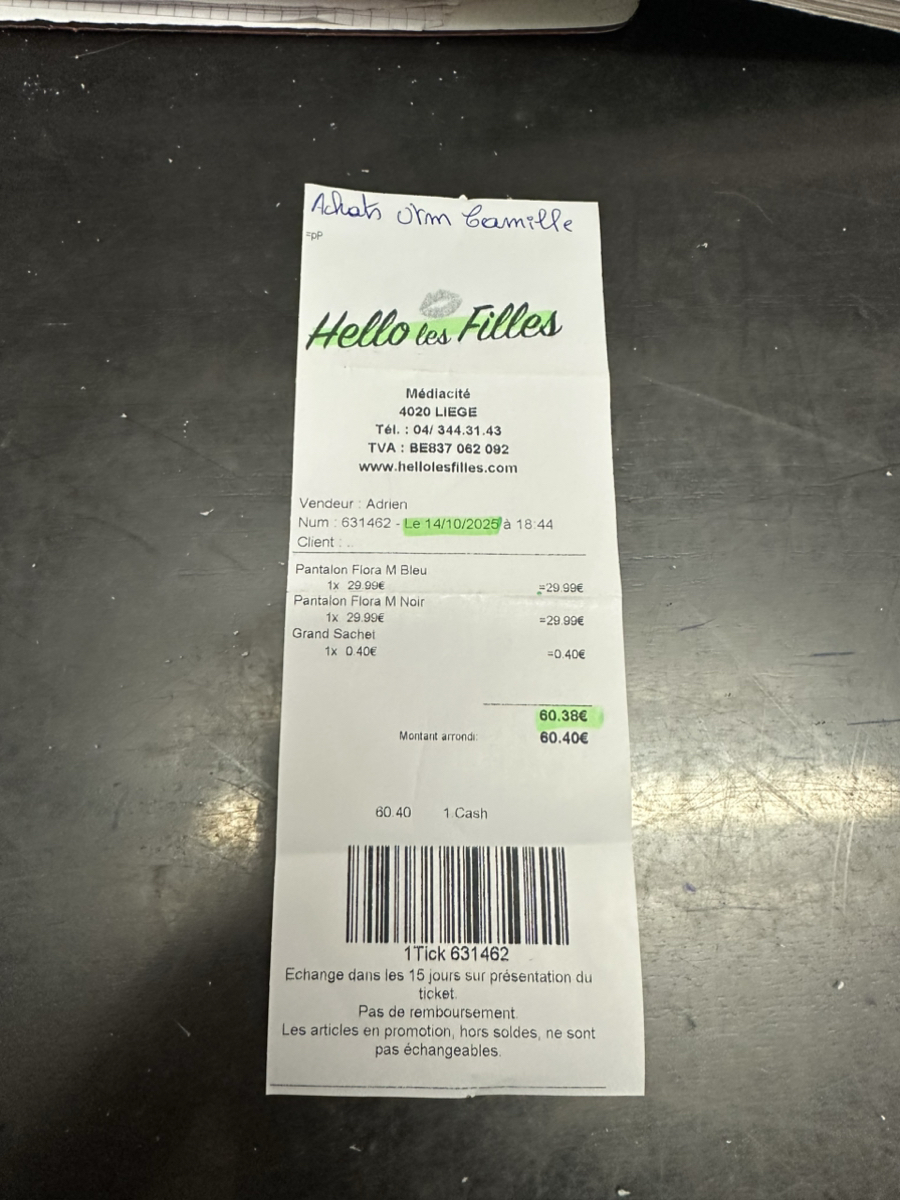 Achats Vrm Camille
=pP
Hello les Filles
Médiacité
4020 LIEGE
Tél. : 04/ 344.31.43
TVA : BE837 062 092
www.hellolesfilles.com
Vendeur : Adrien
Num : 631462 - Le 14/10/2025 à 18:44
Client : ..
Pantalon Flora M Bleu
1x 29.99€ =29.99€
Pantalon Flora M Noir
1x 29.99€ =29.99€
Grand Sachet
1x 0.40€ =0.40€
60.38€
Montant arrondi: 60.40€
60.40 1.Cash
1Tick 631462
Echange dans les 15 jours sur présentation du
ticket.
Pas de remboursement.
Les articles en promotion, hors soldes, ne sont
pas échangeables.